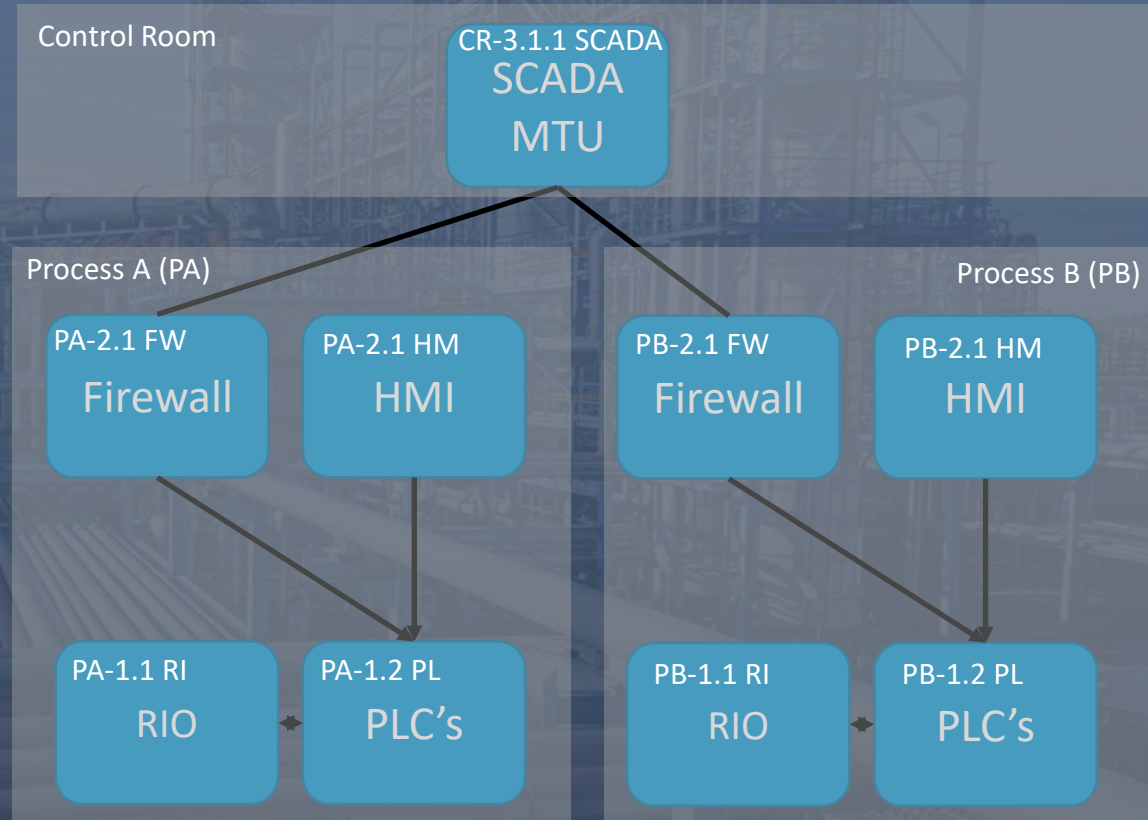 Control Room
CR-3.1.1 SCADA
SCADA
MTU
Process A (PA)
PA-2.1 FW
Firewall
PA-2.1 HM
HMI
PA-1.1 RI
RIO
PA-1.2 PL
PLC’s
Process B (PB)
PB-2.1 FW
Firewall
PB-2.1 HM
HMI
PB-1.1 RI
RIO
PB-1.2 PL
PLC’s